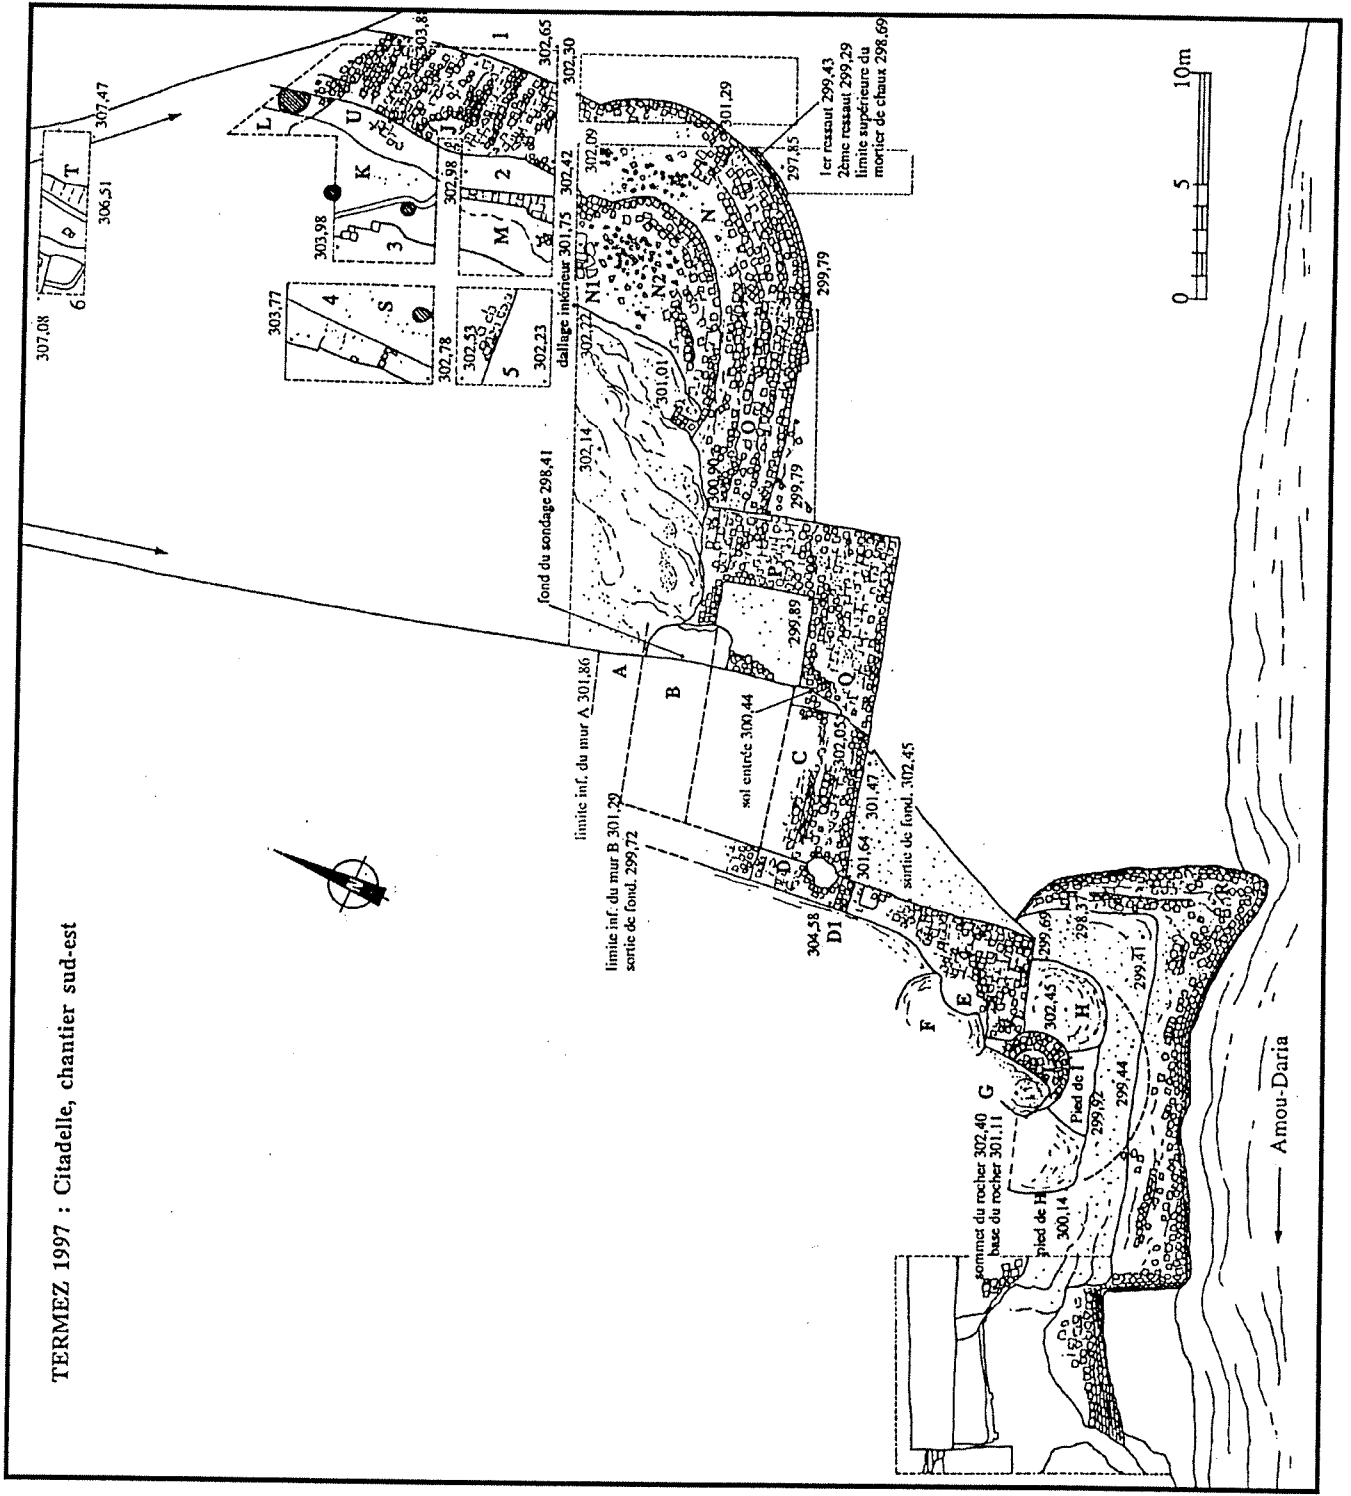 TERMEZ 1997 : Citadelle, chantier sud-est
307,08
6
T
307,47
306,51
L
U
K
303,98
3
J
303,8
1
302,65
302,30
302,98
2
302,42
M
dallage intérieur 301,75
303,77
4
S
302,78
302,53
5
302,23
302,09
301,29
N1
N2
N
302,22
301,01
302,14
1er ressaut 299,43
2ème ressaut 299,29
limite supérieure du
mortier de chaux 298,69
297,85
299,79
O
300,90
299,79
fond du sondage 298,41
P
299,89
Q
A
limite inf. du mur A 301,86
B
limite inf. du mur B 301,29
sortie de fond. 299,72
sol entrée 300,44
C
302,05
301,47
301,64
sortie de fond. 302,45
D
304,58
D1
E
F
G
H
302,45
I
299,69
298,37
299,41
R
Pied de I
299,92
299,44
sommet du rocher 302,40
base du rocher 301,11
pied de H
300,14
Amou-Daria
0
5
10m
N